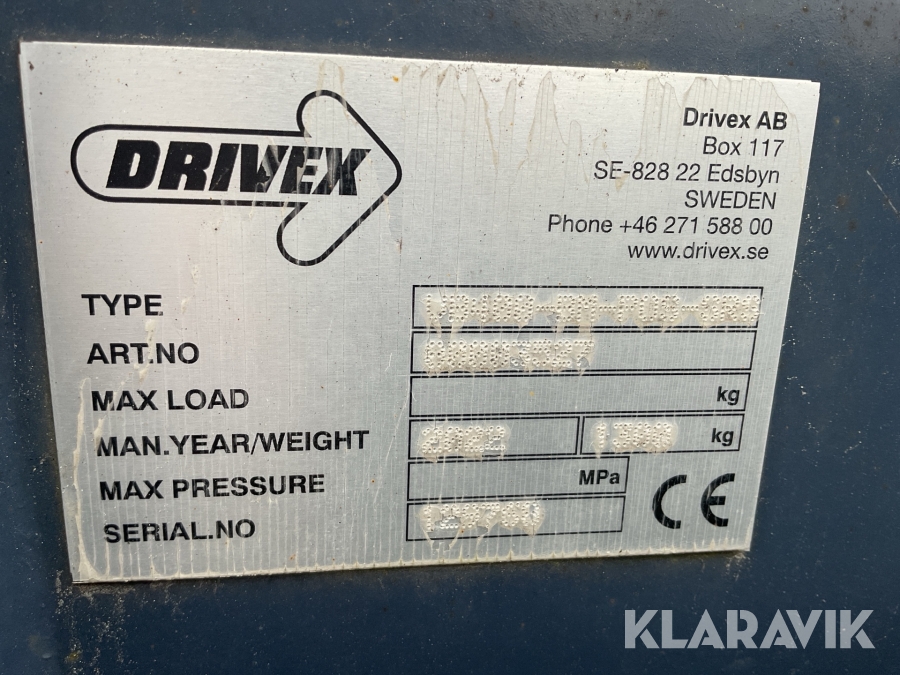 DRIVEX
Drivex AB
Box 117
SE-828 22 Edsbyn
SWEDEN
Phone +46 271 588 00
www.drivex.se
TYPE
ART.NO
MAX LOAD kg
MAN.YEAR/WEIGHT kg
MAX PRESSURE MPa
SERIAL.NO
CE
KLARAVIK